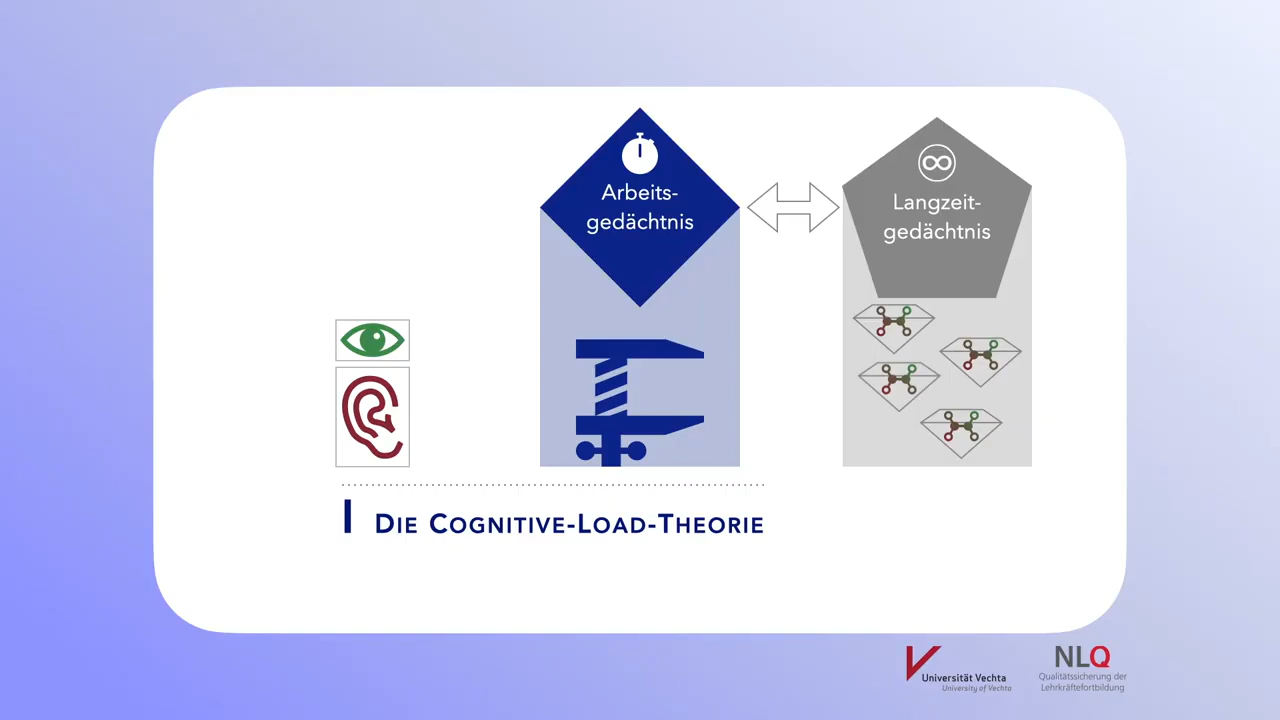 Arbeits-
gedächtnis
Langzeit-
gedächtnis
I Die Cognitive-Load-Theorie
Universität Vechta
University of Vechta
NLQ
Qualitätssicherung der
Lehrkräftefortbildung